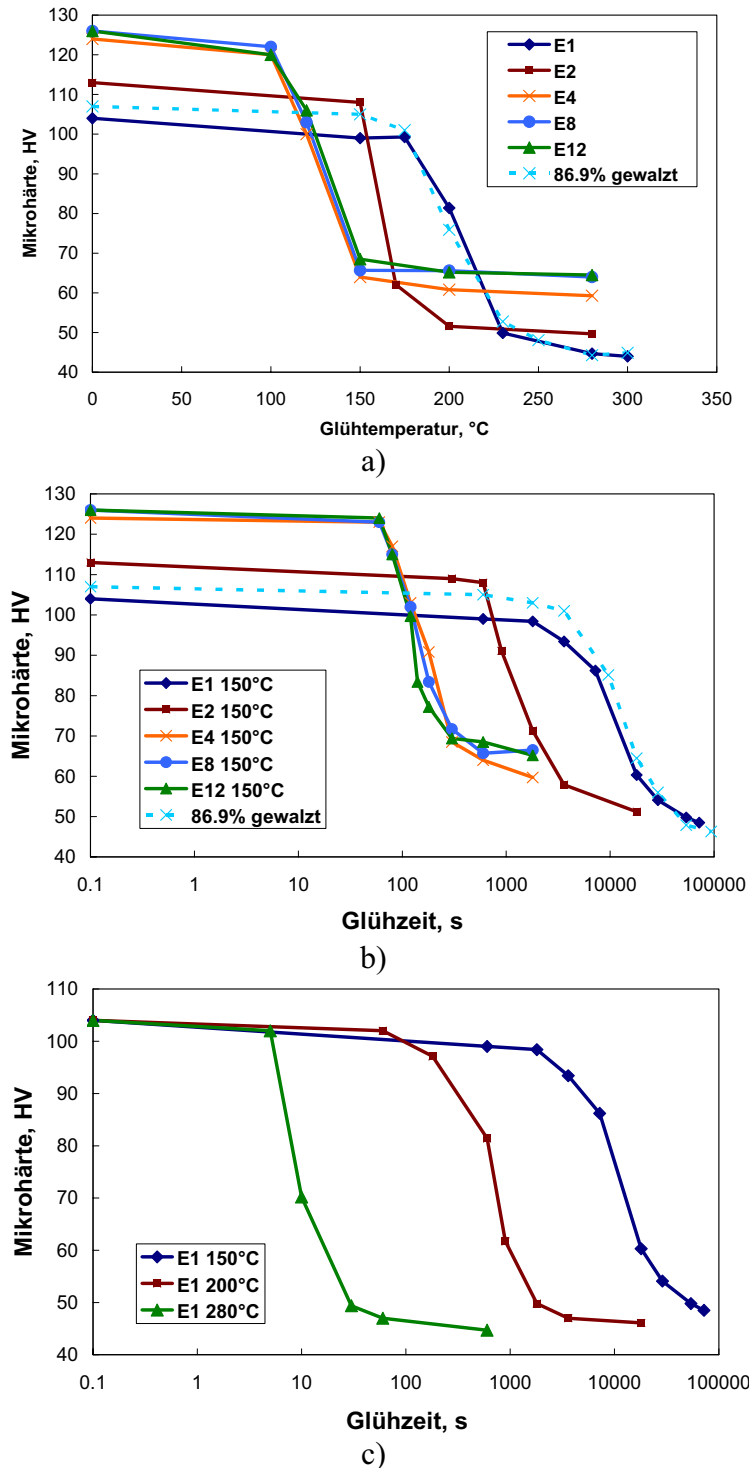 130
120
110
100
90
80
70
60
50
40
Mikrohärte, HV
E1
E2
E4
E8
E12
86.9% gewalzt
0 50 100 150 200 250 300 350
Glühtemperatur, °C
a)
130
120
110
100
90
80
70
60
50
40
Mikrohärte, HV
E1 150°C
E2 150°C
E4 150°C
E8 150°C
E12 150°C
86.9% gewalzt
0.1 1 10 100 1000 10000 100000
Glühzeit, s
b)
110
100
90
80
70
60
50
40
Mikrohärte, HV
E1 150°C
E1 200°C
E1 280°C
0.1 1 10 100 1000 10000 100000
Glühzeit, s
c)